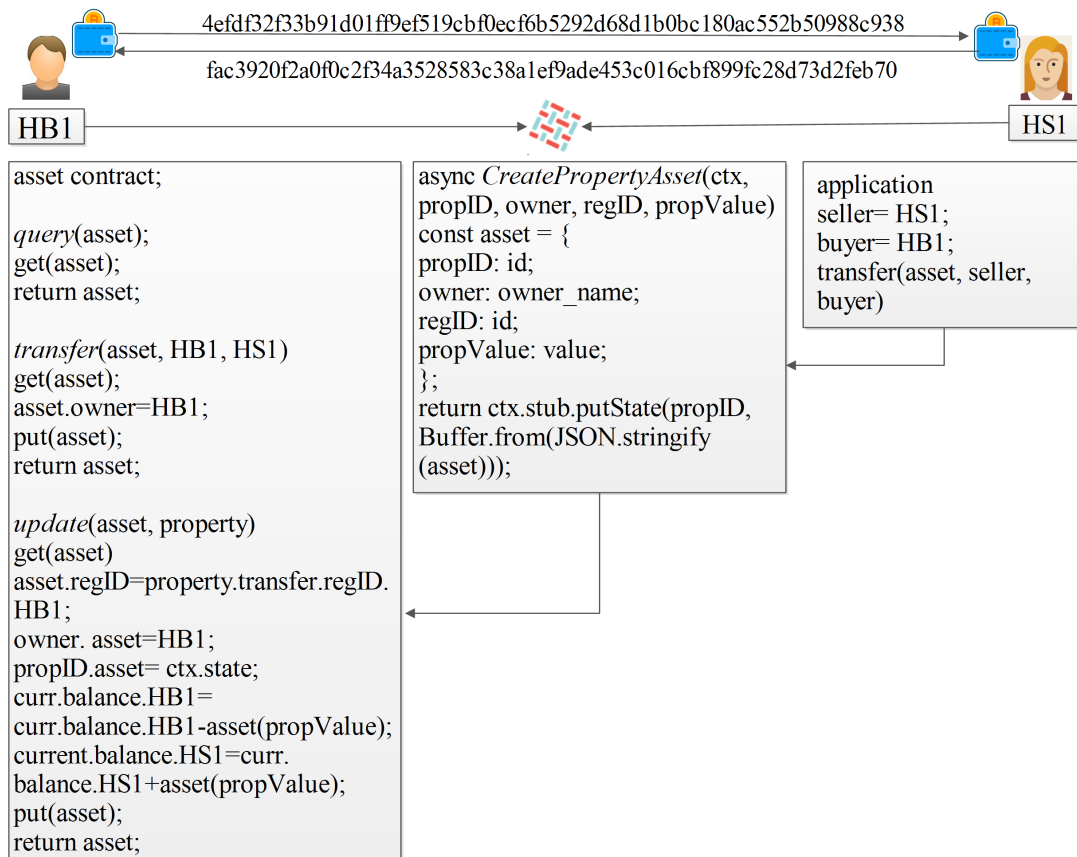 4efdf32f33b91d01ff9ef519cbf0ecf6b5292d68d1b0bc180ac552b50988c938
fac3920f2a0f0c2f34a3528583c38a1ef9ade453c016cbf899fc28d73d2feb70
HB1
HS1
asset contract;
query(asset);
get(asset);
return asset;
transfer(asset, HB1, HS1)
get(asset);
asset.owner=HB1;
put(asset);
return asset;
update(asset, property)
get(asset)
asset.regID=property.transfer.regID.
HB1;
owner. asset=HB1;
propID.asset= ctx.state;
curr.balance.HB1=
curr.balance.HB1-asset(propValue);
current.balance.HS1=curr.
balance.HS1+asset(propValue);
put(asset);
return asset;
async CreatePropertyAsset(ctx,
propID, owner, regID, propValue)
const asset = {
propID: id;
owner: owner_name;
regID: id;
propValue: value;
};
return ctx.stub.putState(propID,
Buffer.from(JSON.stringify
(asset)));
application
seller= HS1;
buyer= HB1;
transfer(asset, seller,
buyer)